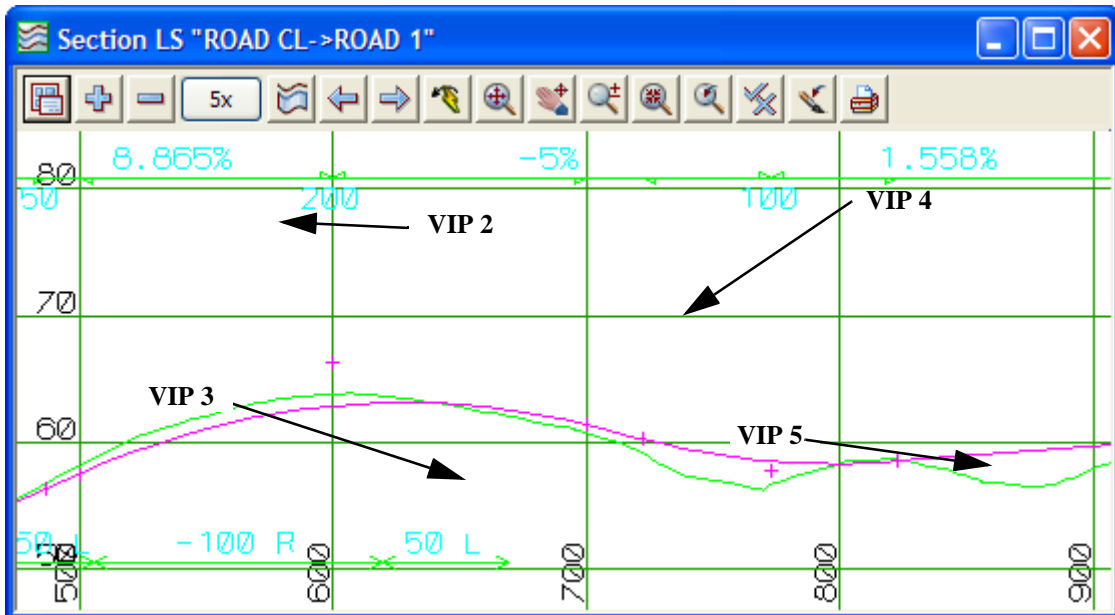 Section LS "ROAD CL->ROAD 1"
5x
8.865% -5% 1.558%
80
50 200 100
VIP 2 VIP 4
70
VIP 3
60
VIP 5
50 L -100 R 50 L
500 600 700 800 900